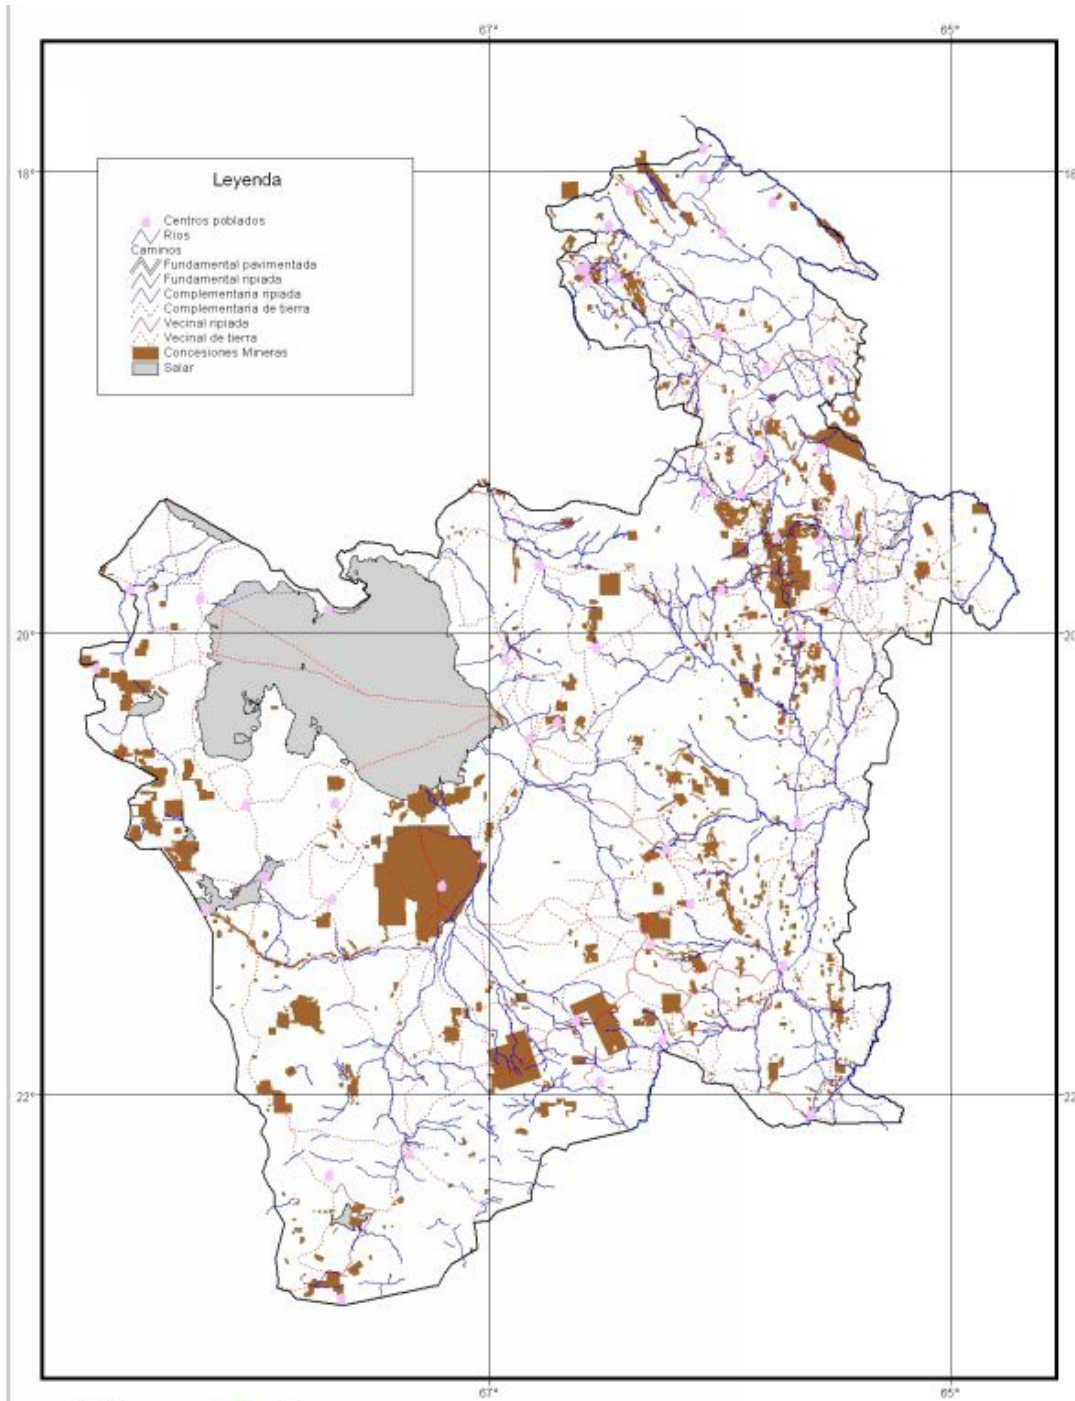 67° 65°
18° 18
Leyenda
Centros poblados
Rios
Caminos
Fundamental pavimentada
Fundamental ripiada
Complementaria ripiada
Complementaria de tierra
Vecinal ripiada
Vecinal de tierra
Concesiones Mineras
Salar
20° 20
22° 22
67° 65°